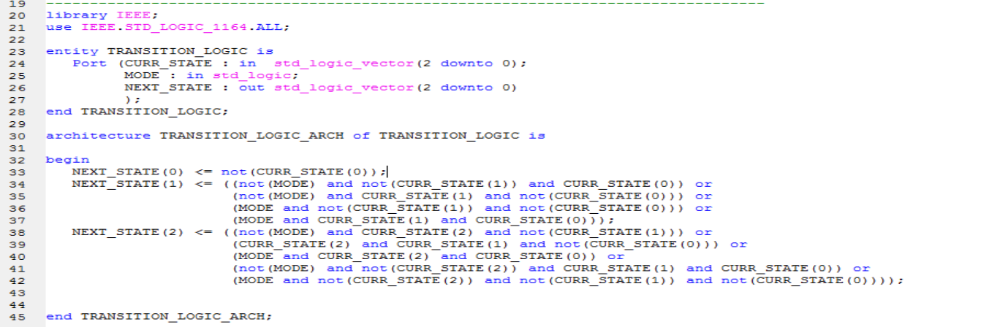 19 --------------------------------------------------------------------------------
20 library IEEE;
21 use IEEE.STD_LOGIC_1164.ALL;
22
23 entity TRANSITION_LOGIC is
24    Port (CURR_STATE : in  std_logic_vector(2 downto 0);
25          MODE : in std_logic;
26          NEXT_STATE : out std_logic_vector(2 downto 0)
27          );
28 end TRANSITION_LOGIC;
29
30 architecture TRANSITION_LOGIC_ARCH of TRANSITION_LOGIC is
31
32 begin
33    NEXT_STATE(0) <= not(CURR_STATE(0));
34    NEXT_STATE(1) <= ((not(MODE) and not(CURR_STATE(1)) and CURR_STATE(0)) or
35                      (not(MODE) and CURR_STATE(1) and not(CURR_STATE(0))) or
36                      (MODE and not(CURR_STATE(1)) and not(CURR_STATE(0))) or
37                      (MODE and CURR_STATE(1) and CURR_STATE(0)));
38    NEXT_STATE(2) <= ((not(MODE) and CURR_STATE(2) and not(CURR_STATE(1))) or
39                      (CURR_STATE(2) and CURR_STATE(1) and not(CURR_STATE(0))) or
40                      (MODE and CURR_STATE(2) and CURR_STATE(0)) or
41                      (not(MODE) and not(CURR_STATE(2)) and CURR_STATE(1) and CURR_STATE(0)) or
42                      (MODE and not(CURR_STATE(2)) and not(CURR_STATE(1)) and not(CURR_STATE(0))));
43
44
45 end TRANSITION_LOGIC_ARCH;